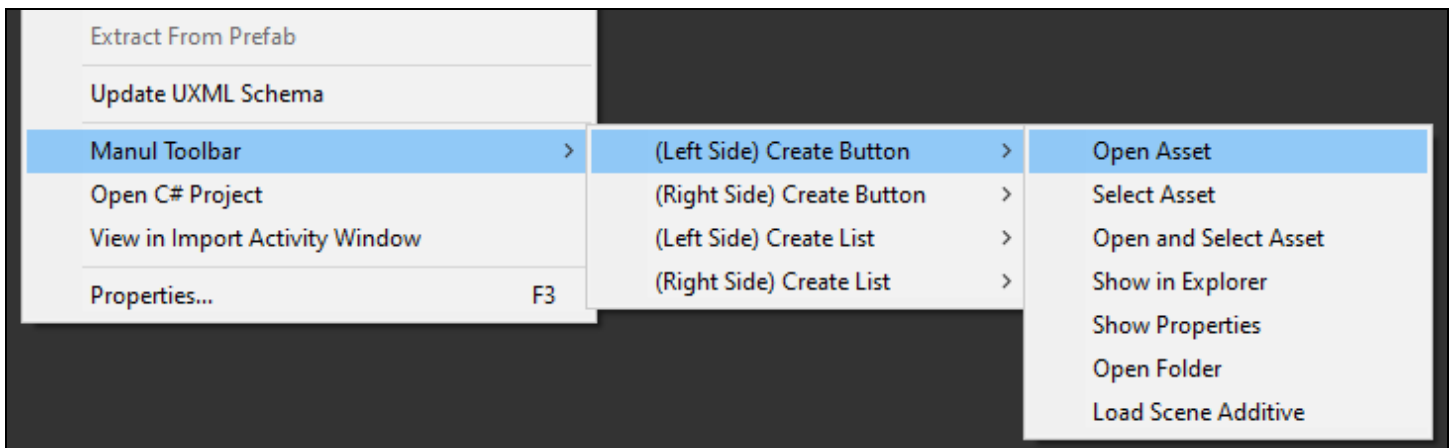 Extract From Prefab
Update UXML Schema
Manul Toolbar >
Open C# Project
View in Import Activity Window
Properties... F3
(Left Side) Create Button >
(Right Side) Create Button >
(Left Side) Create List >
(Right Side) Create List >
Open Asset
Select Asset
Open and Select Asset
Show in Explorer
Show Properties
Open Folder
Load Scene Additive